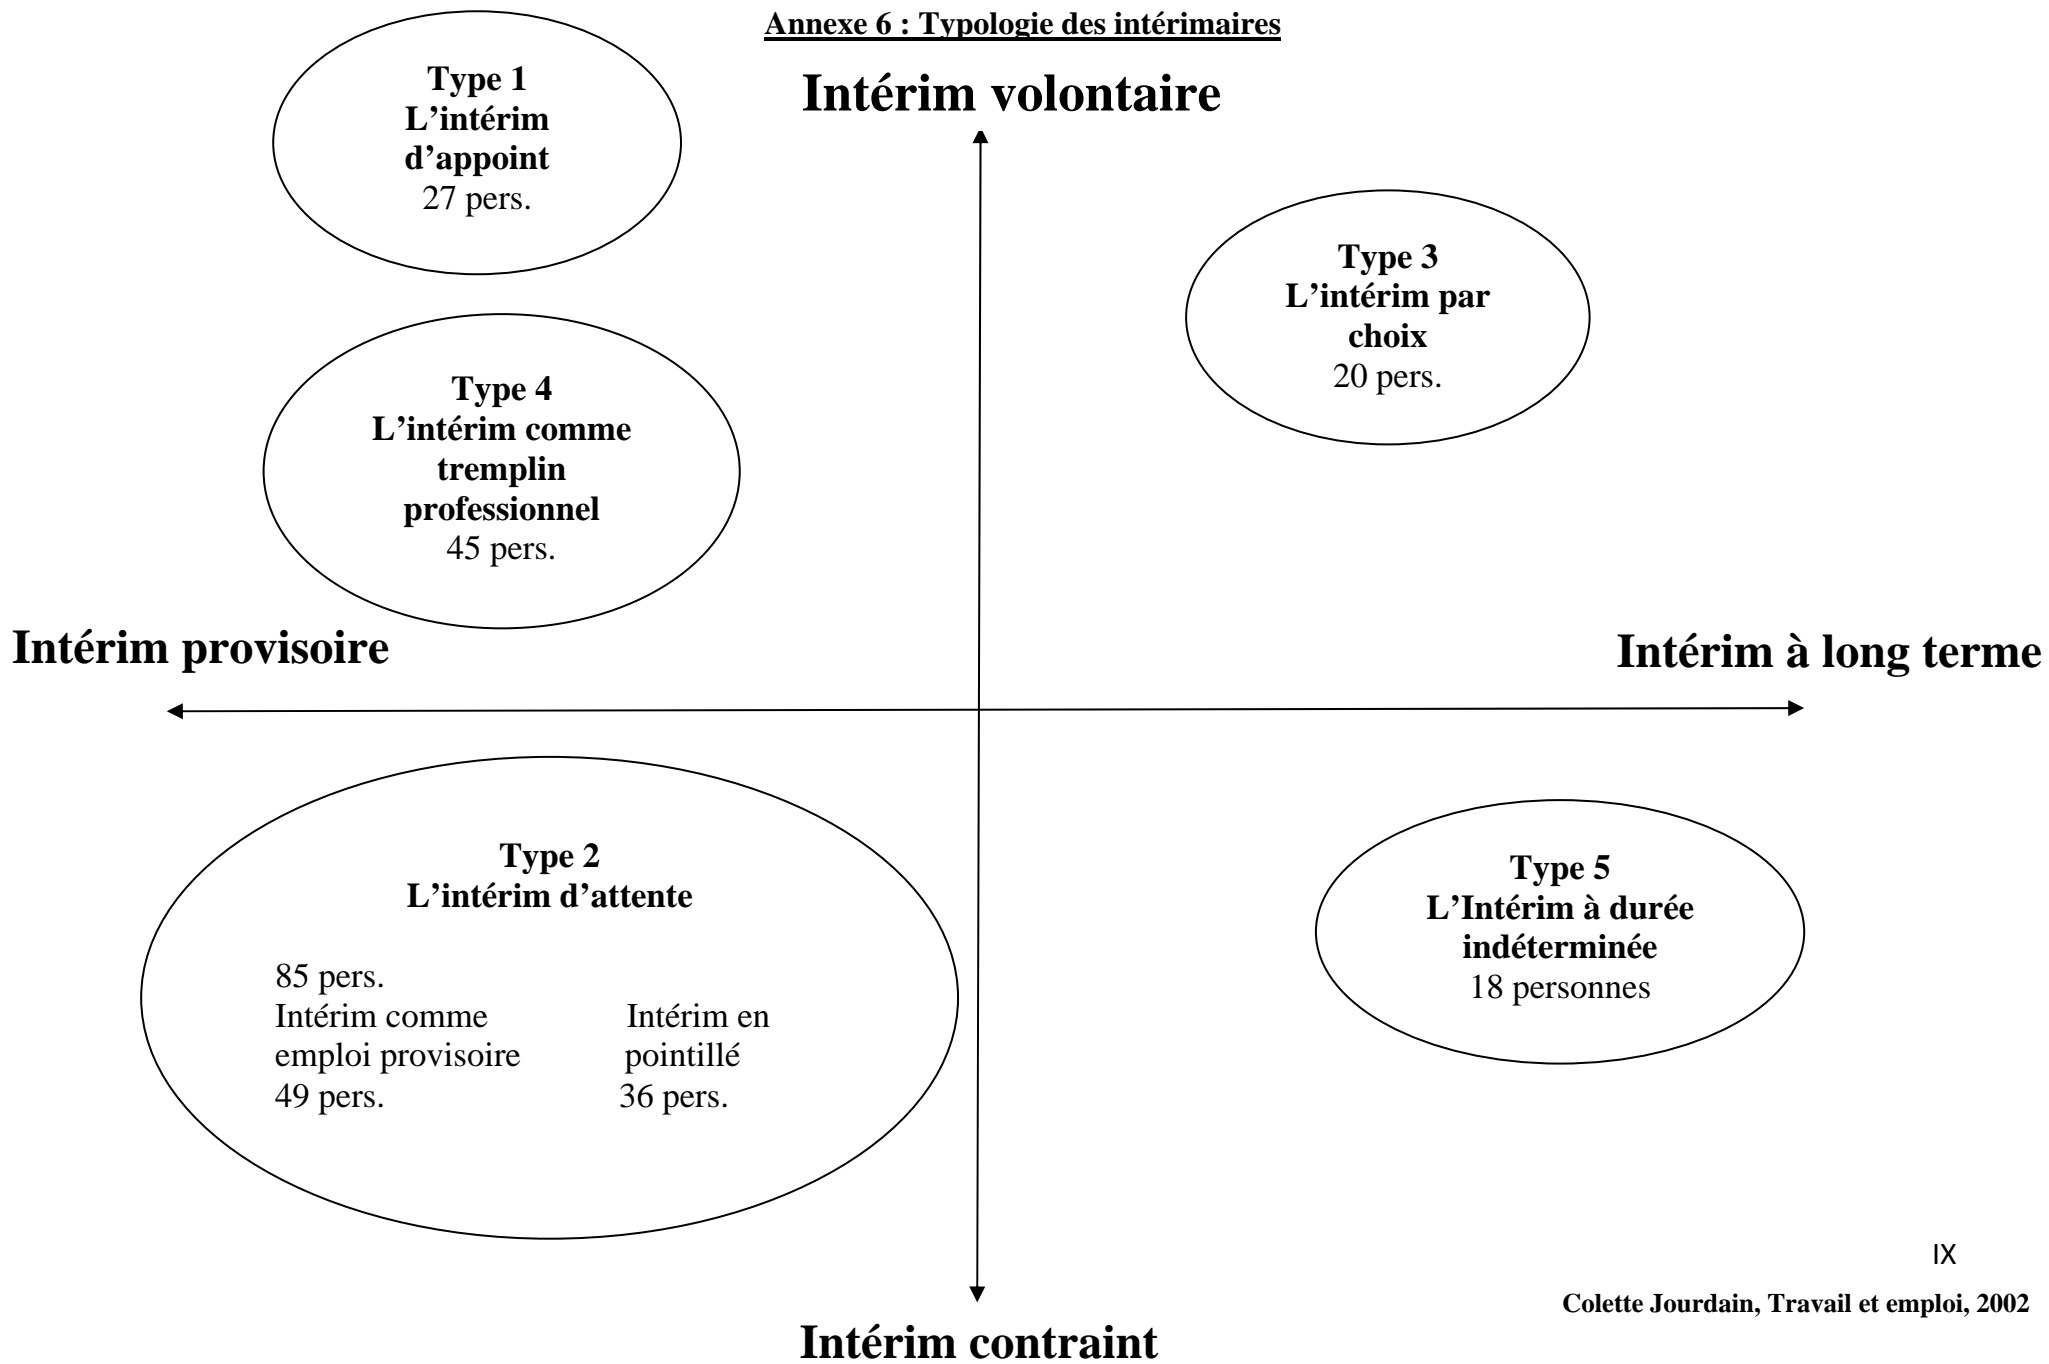 Annexe 6 : Typologie des intérimaires
Intérim volontaire
Type 1
L’intérim
d’appoint
27 pers.
Type 3
L’intérim par
choix
20 pers.
Type 4
L’intérim comme
tremplin
professionnel
45 pers.
Intérim provisoire
Intérim à long terme
Type 2
L’intérim d’attente
85 pers.
Intérim comme
emploi provisoire
49 pers.
Intérim en
pointillé
36 pers.
Type 5
L’Intérim à durée
indéterminée
18 personnes
IX
Colette Jourdain, Travail et emploi, 2002
Intérim contraint